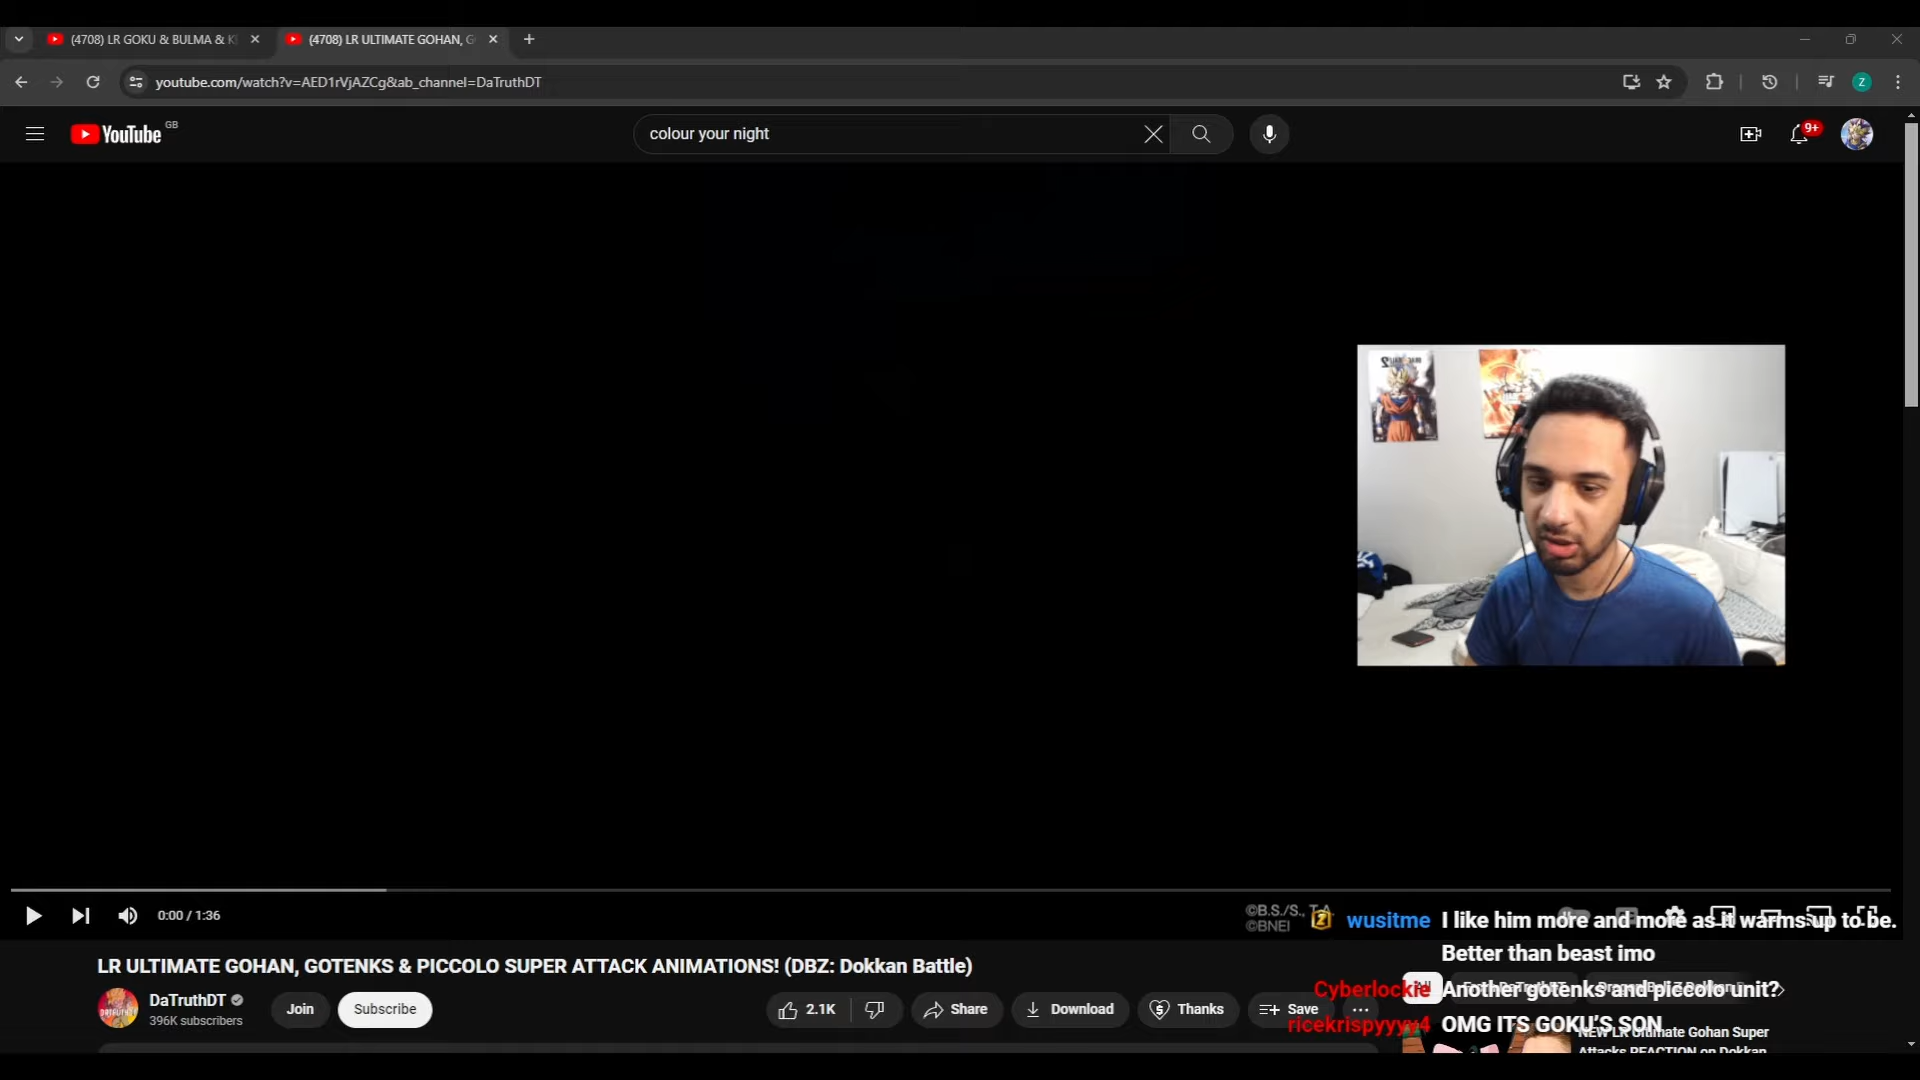 (4708) LR GOKU & BULMA & K
(4708) LR ULTIMATE GOHAN, G
youtube.com/watch?v=AED1rVjAZCg&ab_channel=DaTruthDT
Z
YouTube
GB
colour your night
9+
0:00 / 1:36
©B.S./S., T.A.
©BNEI
wusitme I like him more and more as it warms up to be.
Better than beast imo
LR ULTIMATE GOHAN, GOTENKS & PICCOLO SUPER ATTACK ANIMATIONS! (DBZ: Dokkan Battle)
Cyberlockie Another gotenks and piccolo unit?
DaTruthDT
396K subscribers
Join
Subscribe
2.1K
Share
Download
Thanks
Save
ricekrispyyyy4 OMG ITS GOKU'S SON
NEW LR Ultimate Gohan Super
Attacks REACTION on Dokkan